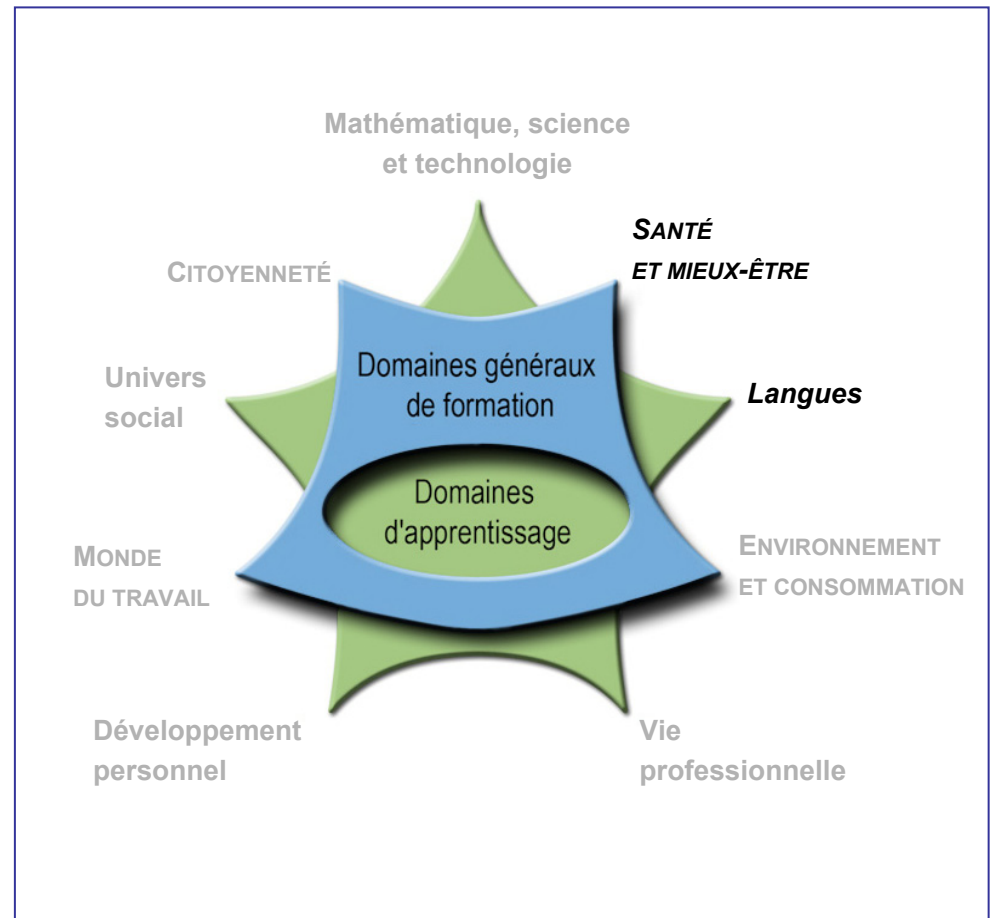 Mathématique, science
et technologie
SANTÉ
ET MIEUX-ÊTRE
CITOYENNETÉ
Domaines généraux
de formation
Univers
social
Langues
Domaines
d'apprentissage
MONDE
DU TRAVAIL
ENVIRONNEMENT
ET CONSOMMATION
Développement
personnel
Vie
professionnelle